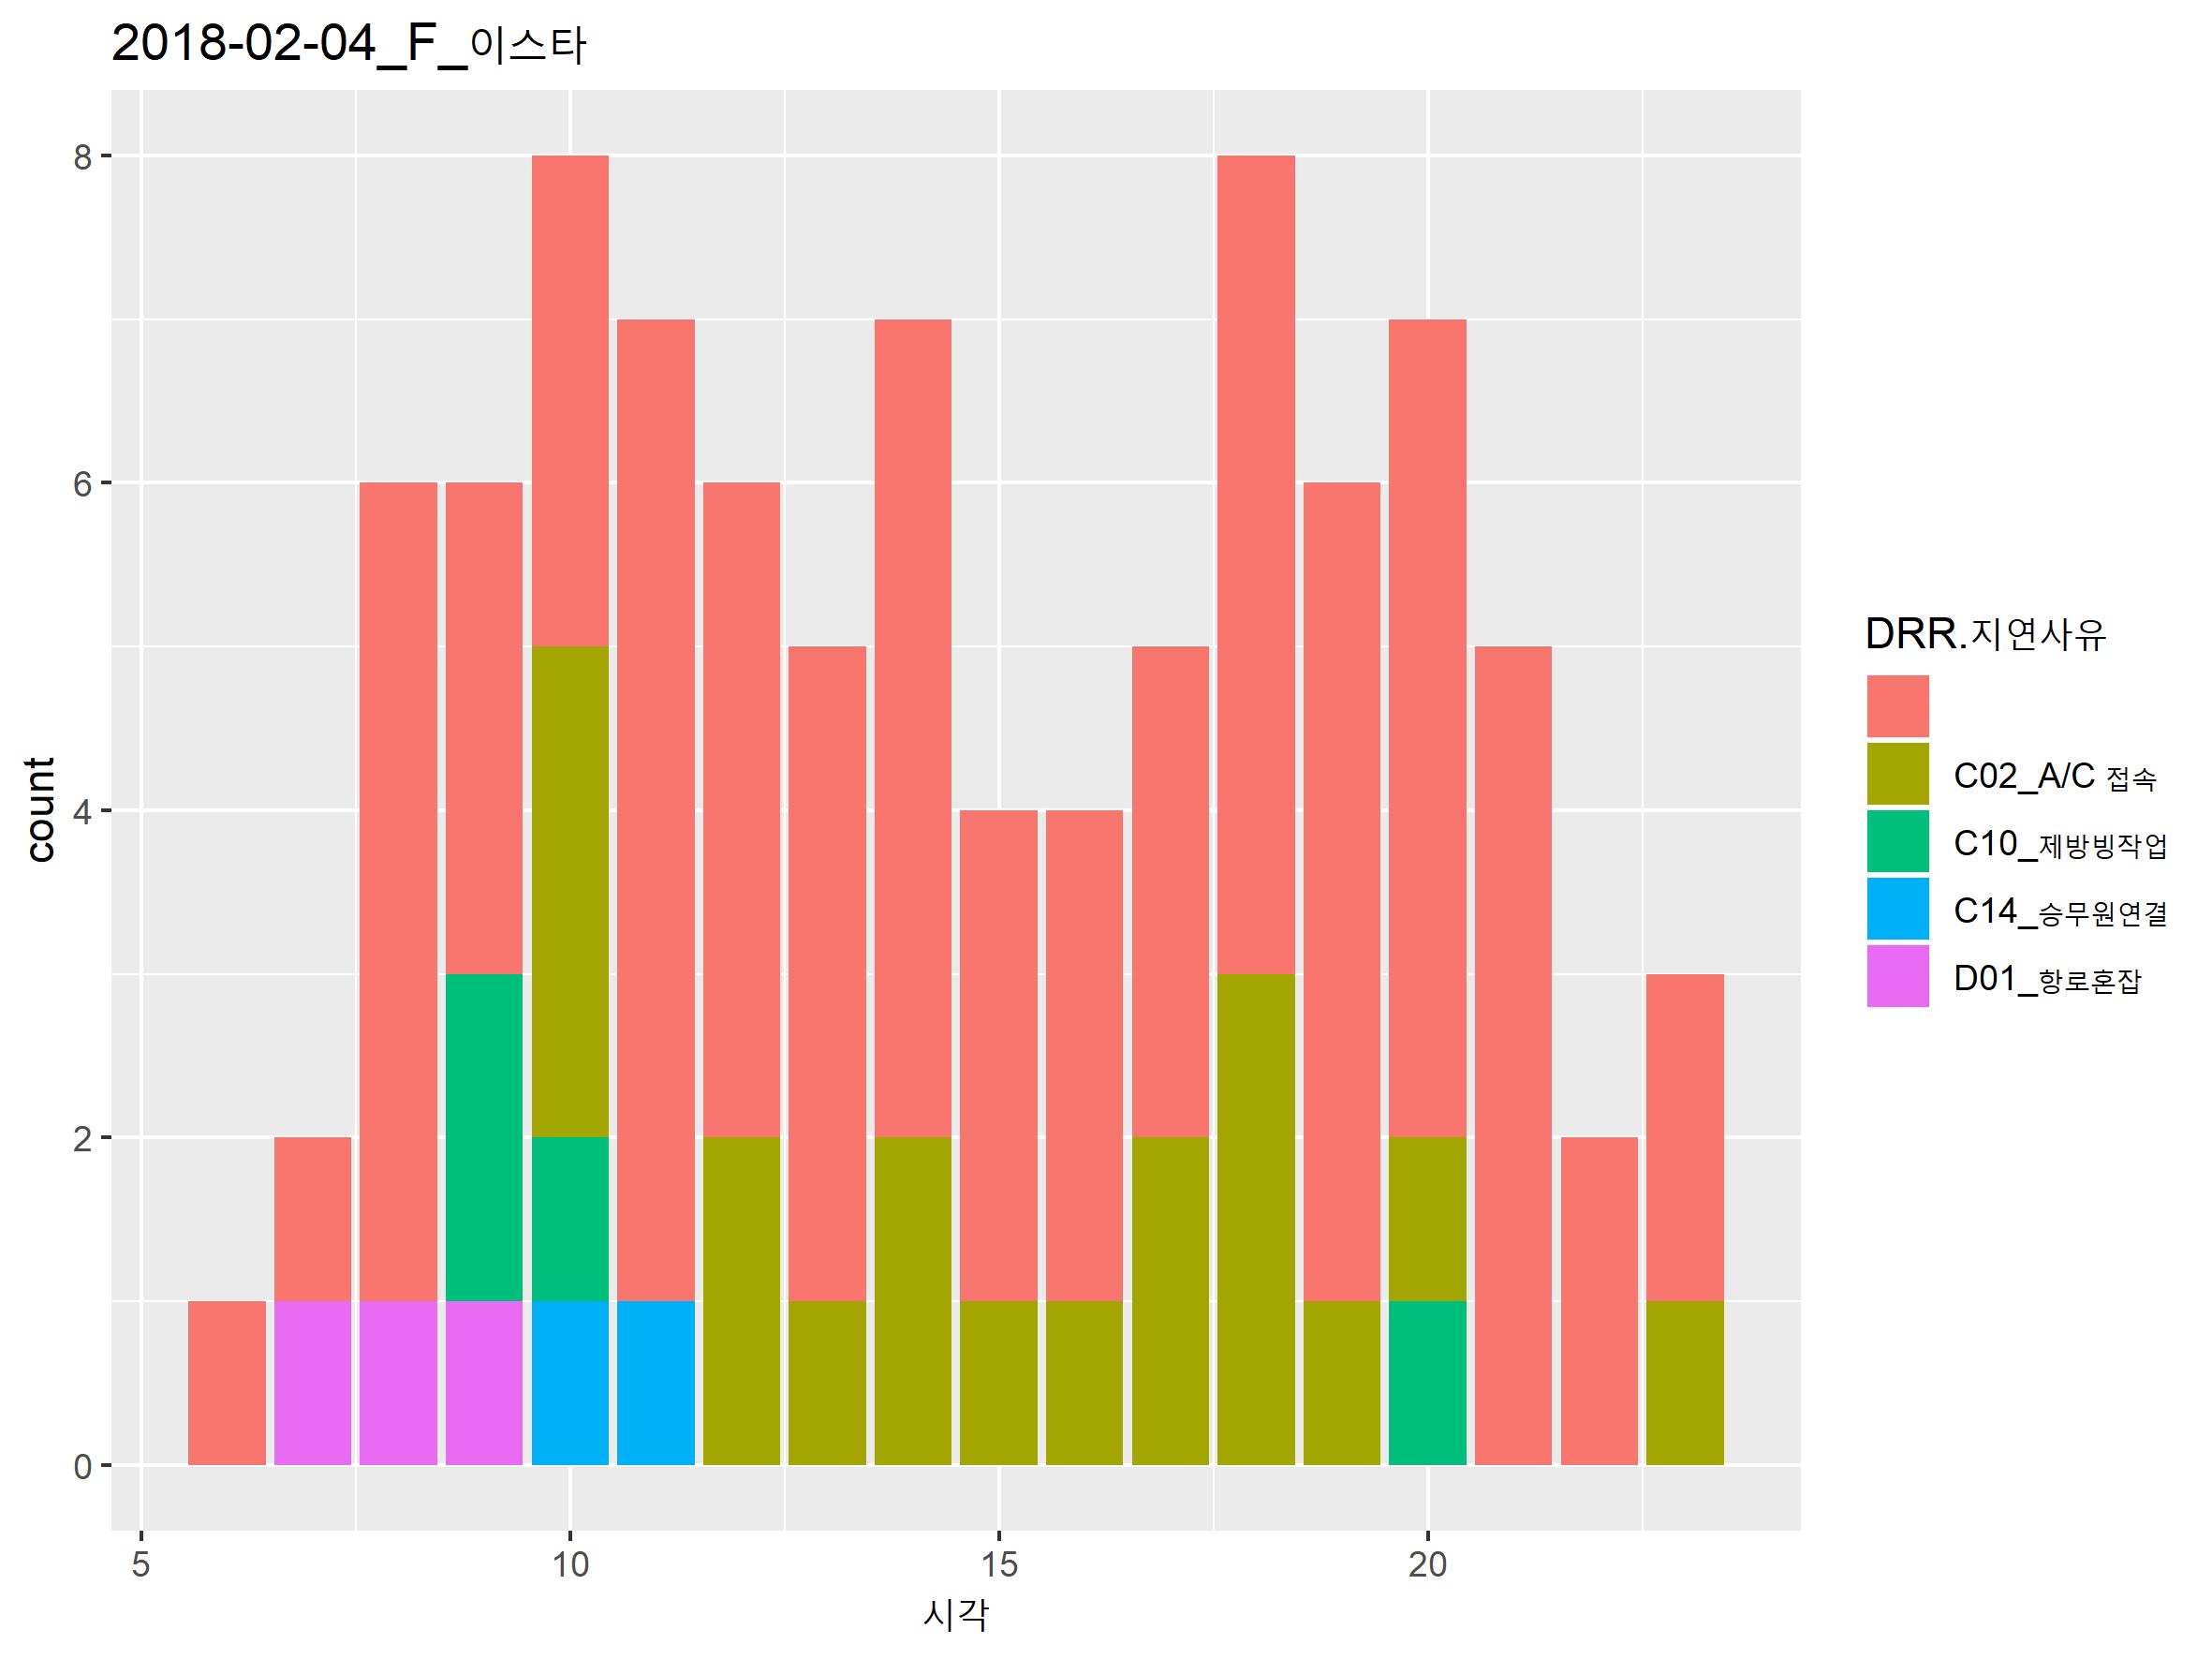 2018-02-04_F_이스타
8
6
4
2
0
count
5 10 15 20
시각
DRR.지연사유
C02_A/C 접속
C10_제방빙작업
C14_승무원연결
D01_항로혼잡